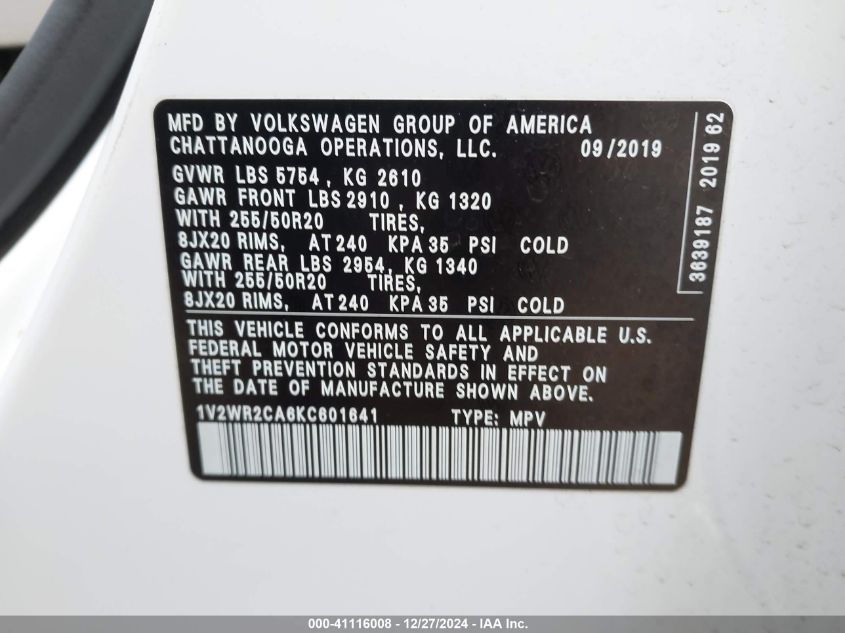 MFD BY VOLKSWAGEN GROUP OF AMERICA
CHATTANOOGA OPERATIONS, LLC. 09/2019
GVWR LBS 5754, KG 2610
GAWR FRONT LBS 2910, KG 1320
WITH 255/50R20 TIRES,
8JX20 RIMS, AT 240 KPA 35 PSI COLD
GAWR REAR LBS 2954, KG 1340
WITH 255/50R20 TIRES,
8JX20 RIMS, AT 240 KPA 35 PSI COLD
THIS VEHICLE CONFORMS TO ALL APPLICABLE U.S.
FEDERAL MOTOR VEHICLE SAFETY AND
THEFT PREVENTION STANDARDS IN EFFECT ON
THE DATE OF MANUFACTURE SHOWN ABOVE.
1V2WR2CA6KC601641 TYPE: MPV
3639187 2019 62
000-41116008 - 12/27/2024 - IAA Inc.